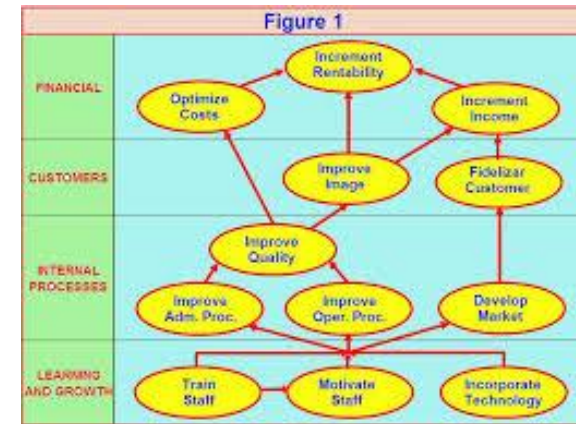 Figure 1
FINANCIAL
Increment
Rentability
Optimize
Costs
Increment
Income
CUSTOMERS
Improve
Image
Fidelizar
Customer
INTERNAL
PROCESSES
Improve
Quality
Improve
Adm. Proc.
Improve
Oper. Proc.
Develop
Market
LEARNING
AND GROWTH
Train
Staff
Motivate
Staff
Incorporate
Technology